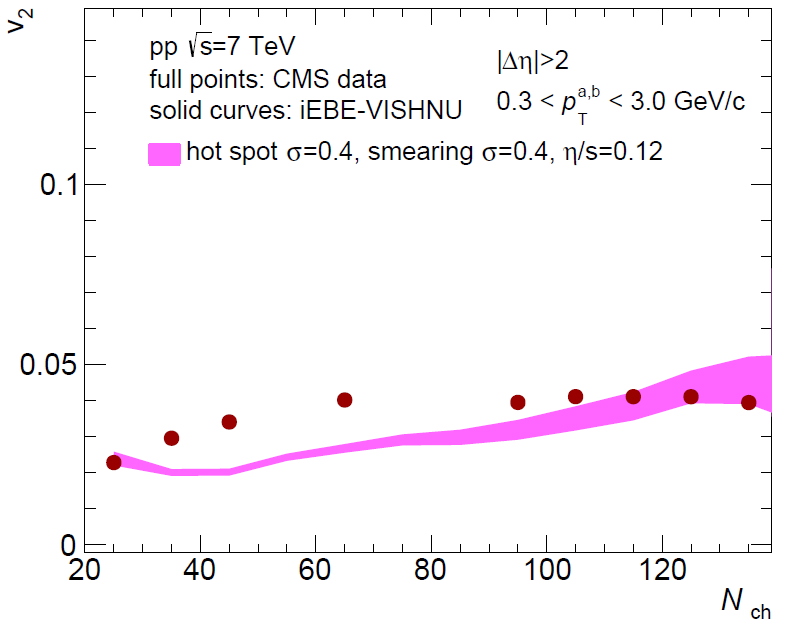 v2
pp √s=7 TeV
full points: CMS data
solid curves: iEBE-VISHNU
|Δη|>2
0.3 < p_T^a,b < 3.0 GeV/c
hot spot σ=0.4, smearing σ=0.4, η/s=0.12
0.1
0.05
0
20 40 60 80 100 120
N_ch